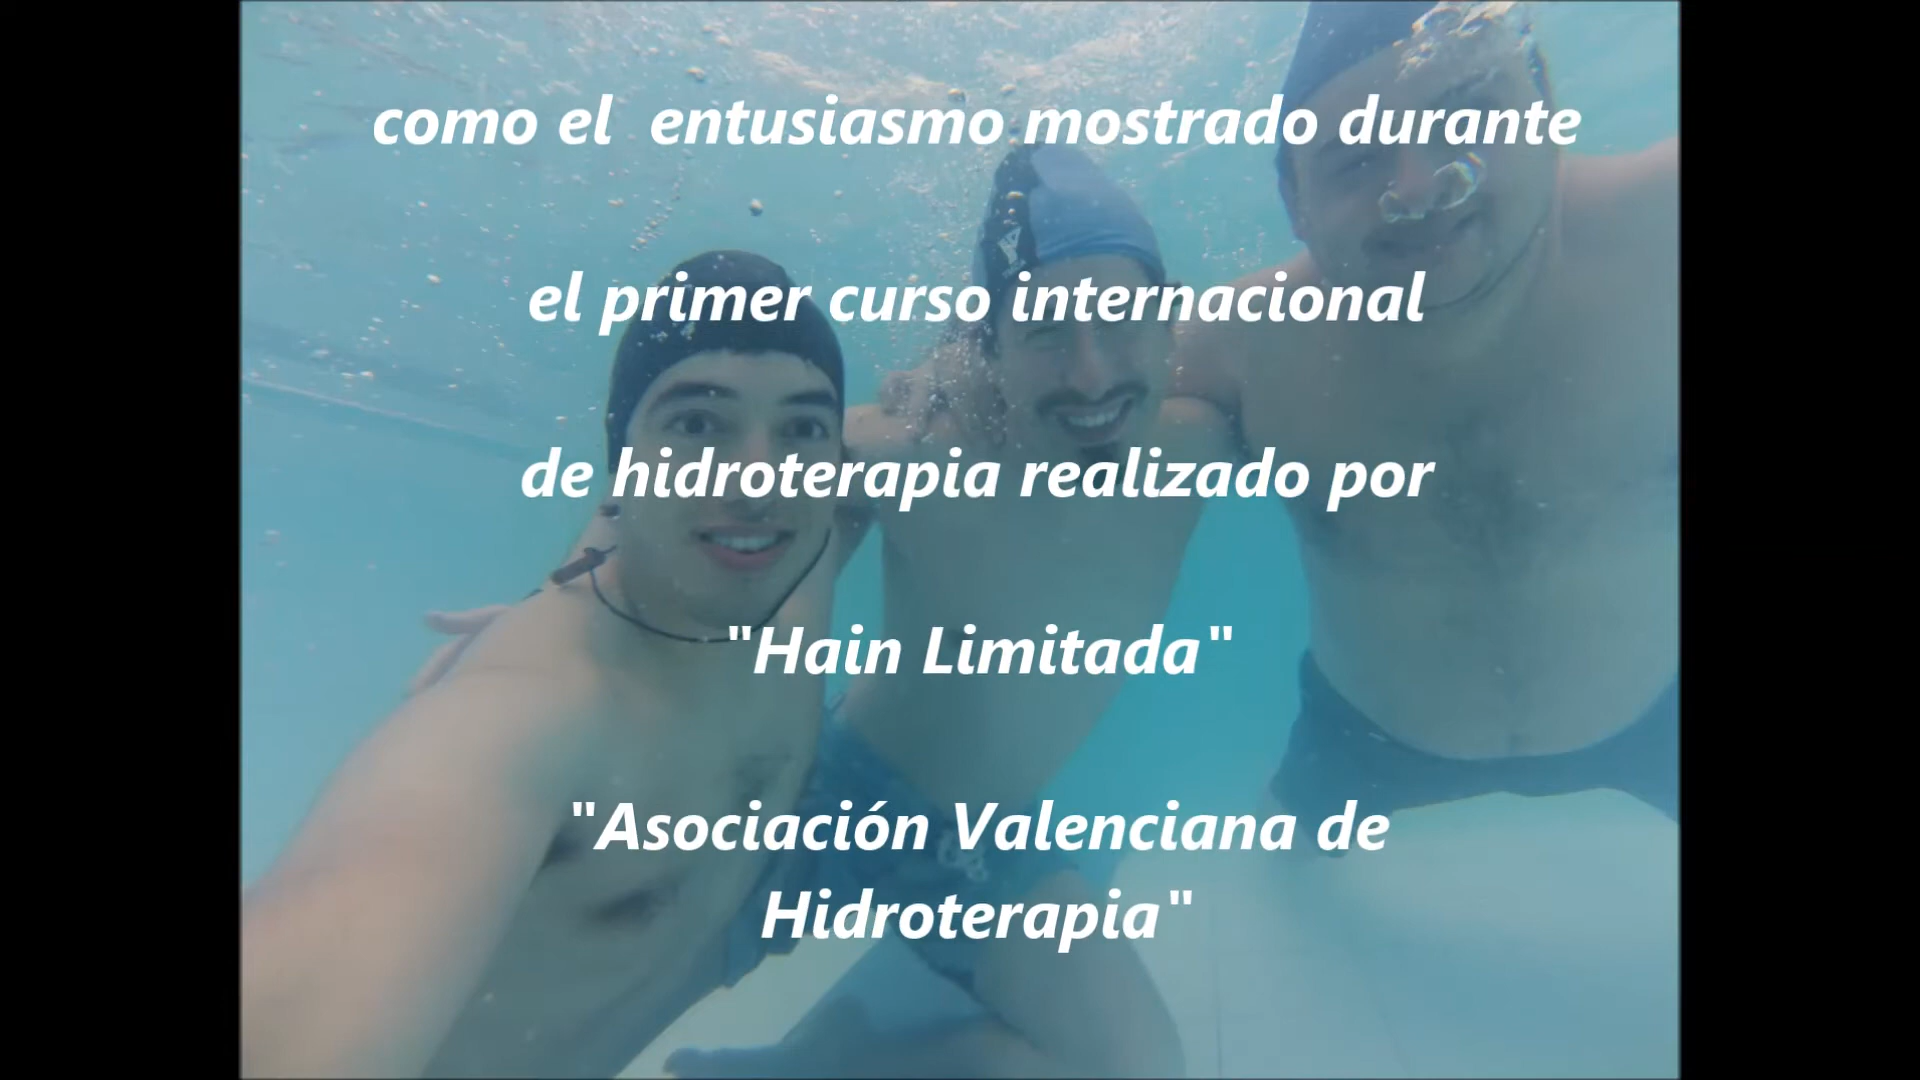 como el  entusiasmo mostrado durante
el primer curso internacional
de hidroterapia realizado por
"Hain Limitada"
"Asociación Valenciana de
Hidroterapia"